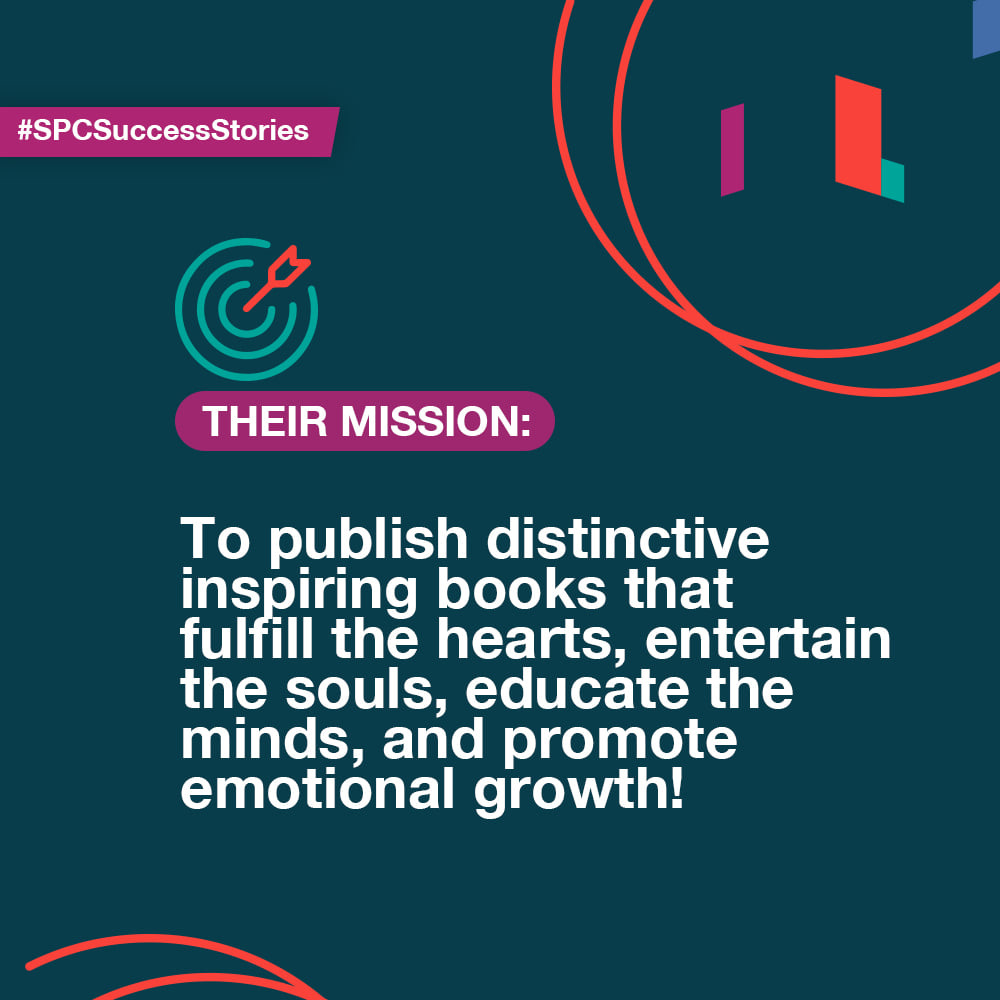 #SPCSuccessStories
THEIR MISSION:
To publish distinctive
inspiring books that
fulfill the hearts, entertain
the souls, educate the
minds, and promote
emotional growth!